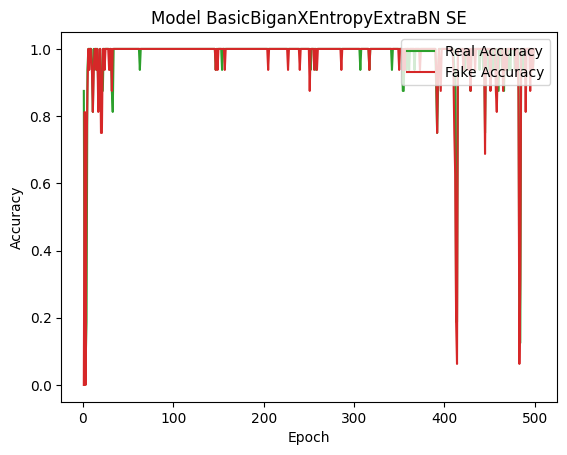 Model BasicBiganXEntropyExtraBN SE
Real Accuracy
Fake Accuracy
Accuracy
1.0
0.8
0.6
0.4
0.2
0.0
0 100 200 300 400 500
Epoch